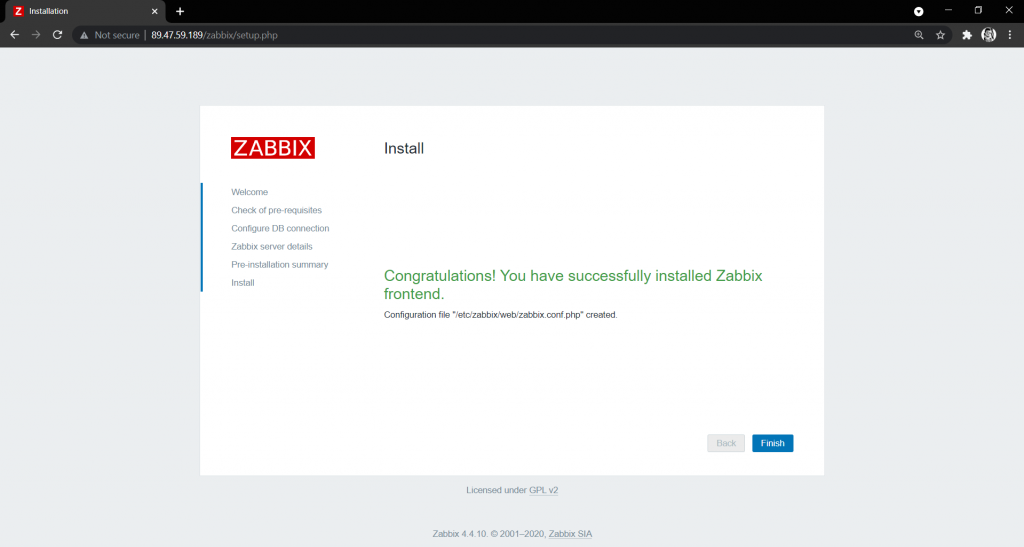 Z Installation
Not secure | 89.47.59.189/zabbix/setup.php
ZABBIX
Install
Welcome
Check of pre-requisites
Configure DB connection
Zabbix server details
Pre-installation summary
Install
Congratulations! You have successfully installed Zabbix
frontend.
Configuration file "/etc/zabbix/web/zabbix.conf.php" created.
Back
Finish
Licensed under GPL v2
Zabbix 4.4.10. © 2001–2020, Zabbix SIA